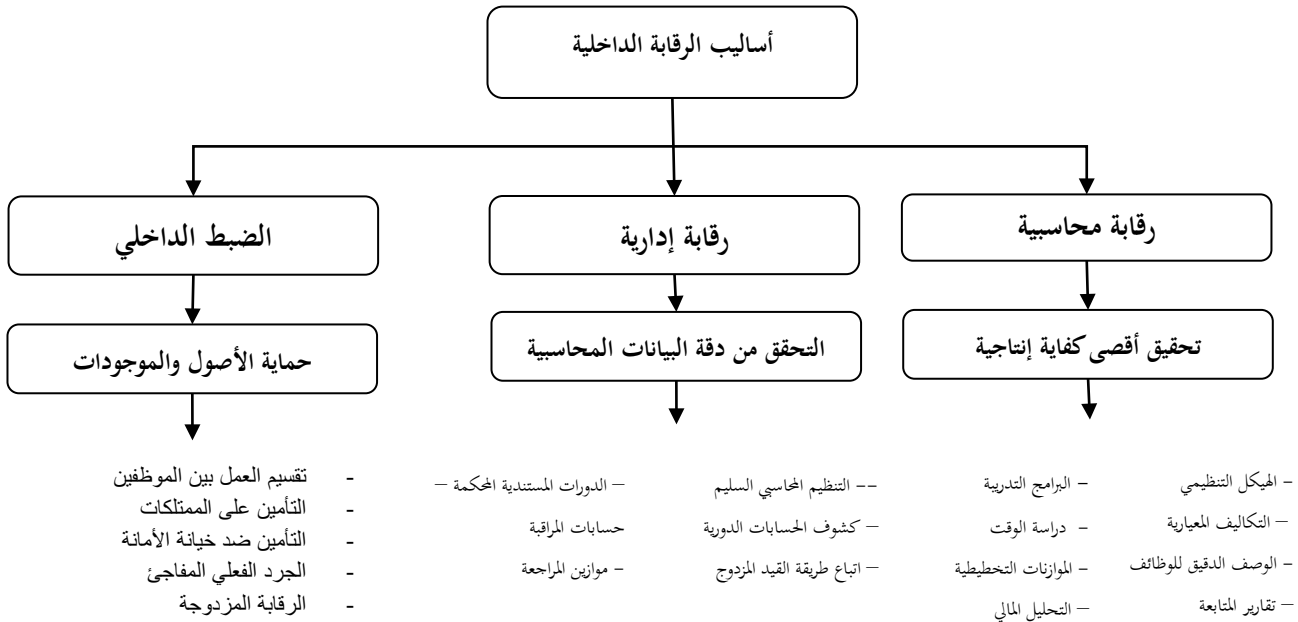 أساليب الرقابة الداخلية
رقابة محاسبية
رقابة إدارية
الضبط الداخلي
تحقيق أقصى كفاية إنتاجية
التحقق من دقة البيانات المحاسبية
حماية الأصول والموجودات
– الهيكل التنظيمي
– التكاليف المعيارية
– الوصف الدقيق للوظائف
– تقارير المتابعة
– البرامج التدريبة
– دراسة الوقت
– الموازنات التخطيطية
– التحليل المالي
-- التنظيم المحاسبي السليم
– كشوف الحسابات الدورية
– اتباع طريقة القيد المزدوج
– الدورات المستندية المحكمة –
حسابات المراقبة
– موازين المراجعة
- تقسيم العمل بين الموظفين
- التأمين على الممتلكات
- التأمين ضد خيانة الأمانة
- الجرد الفعلي المفاجئ
- الرقابة المزدوجة